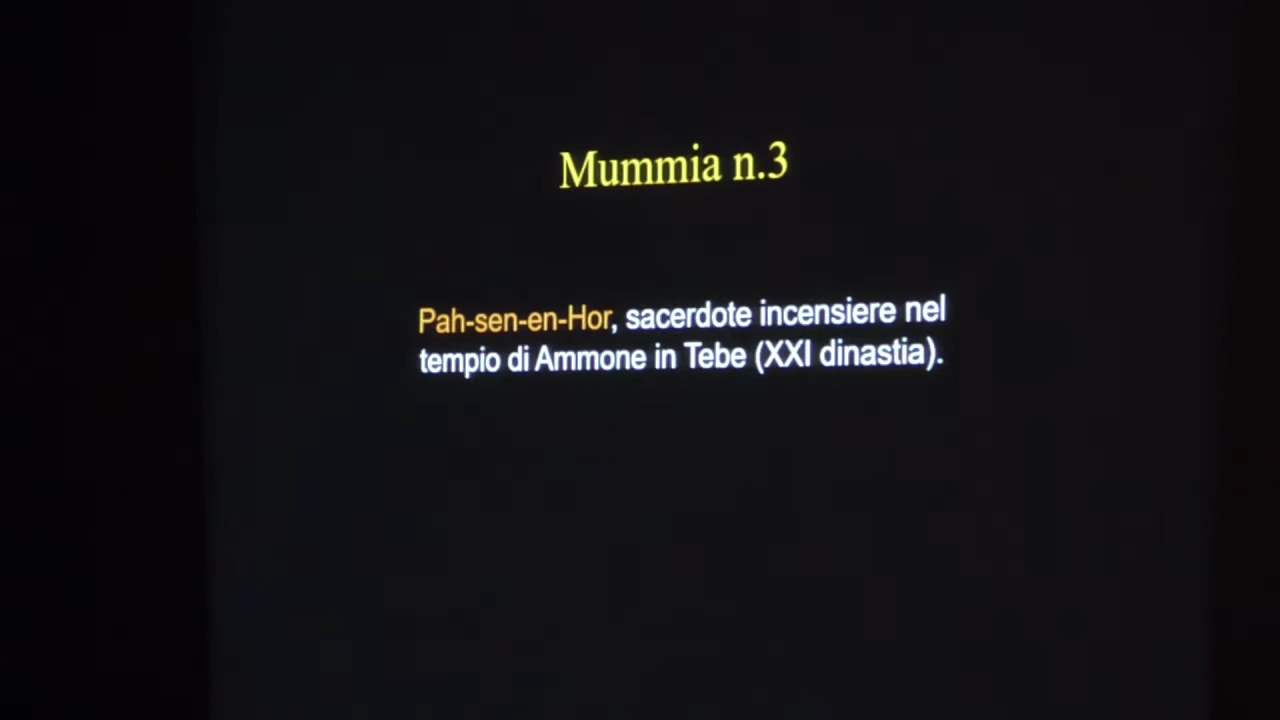 Mummia n.3
Pah-sen-en-Hor, sacerdote incensiere nel
tempio di Ammone in Tebe (XXI dinastia).